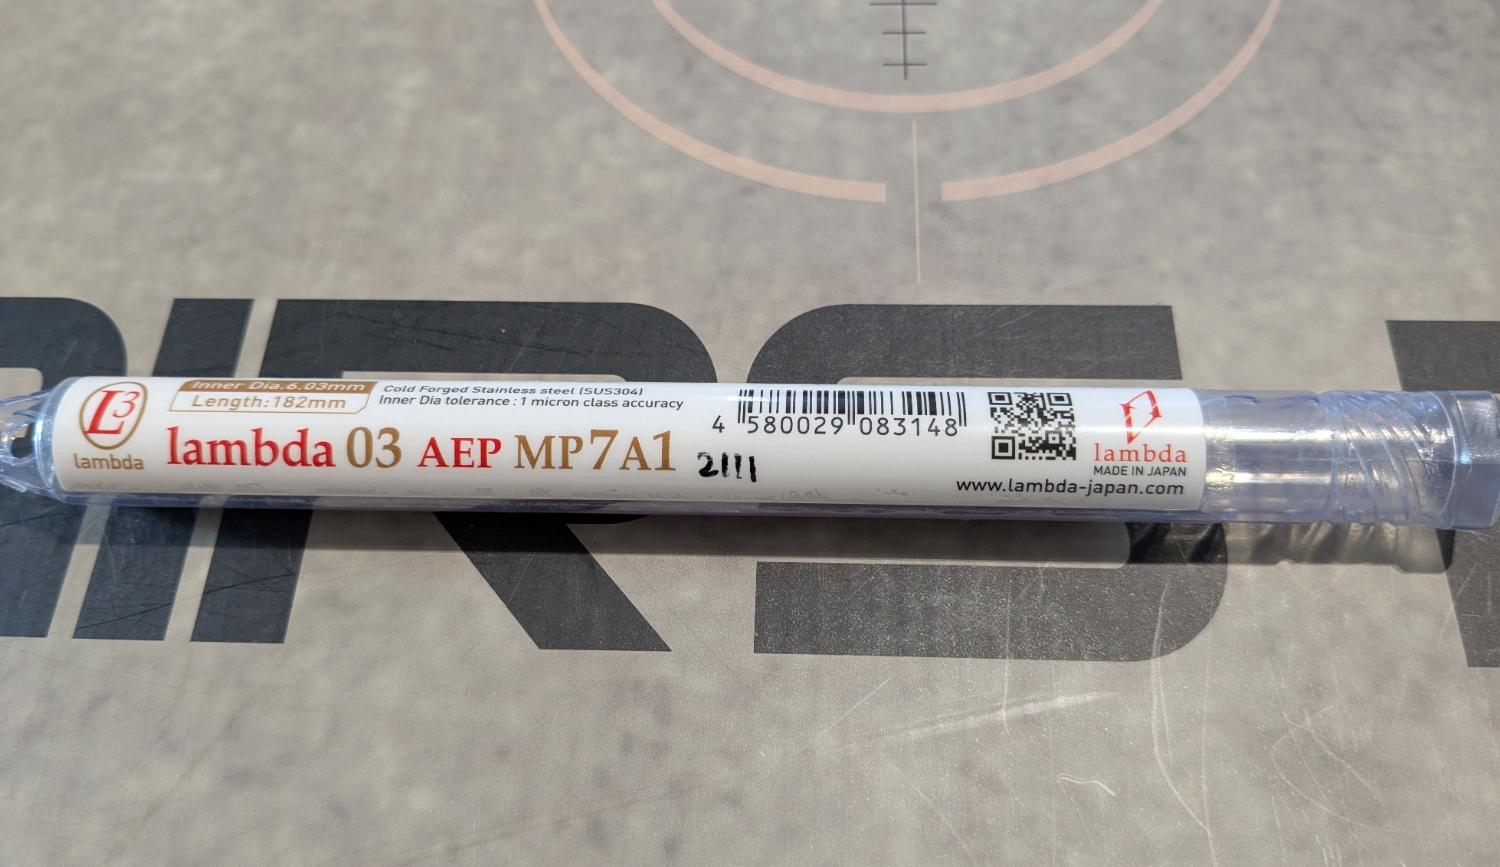 L3
lambda
Inner Dia.6.03mm
Length:182mm
Cold Forged Stainless steel (SUS304)
Inner Dia tolerance : 1 micron class accuracy
lambda 03 AEP MP7A1
2111
4 580029 083148
lambda
MADE IN JAPAN
www.lambda-japan.com